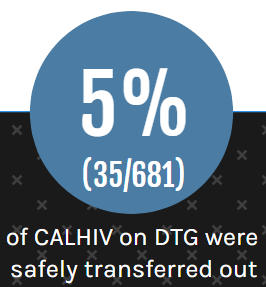 5%
(35/681)
of CALHIV on DTG were
safely transferred out